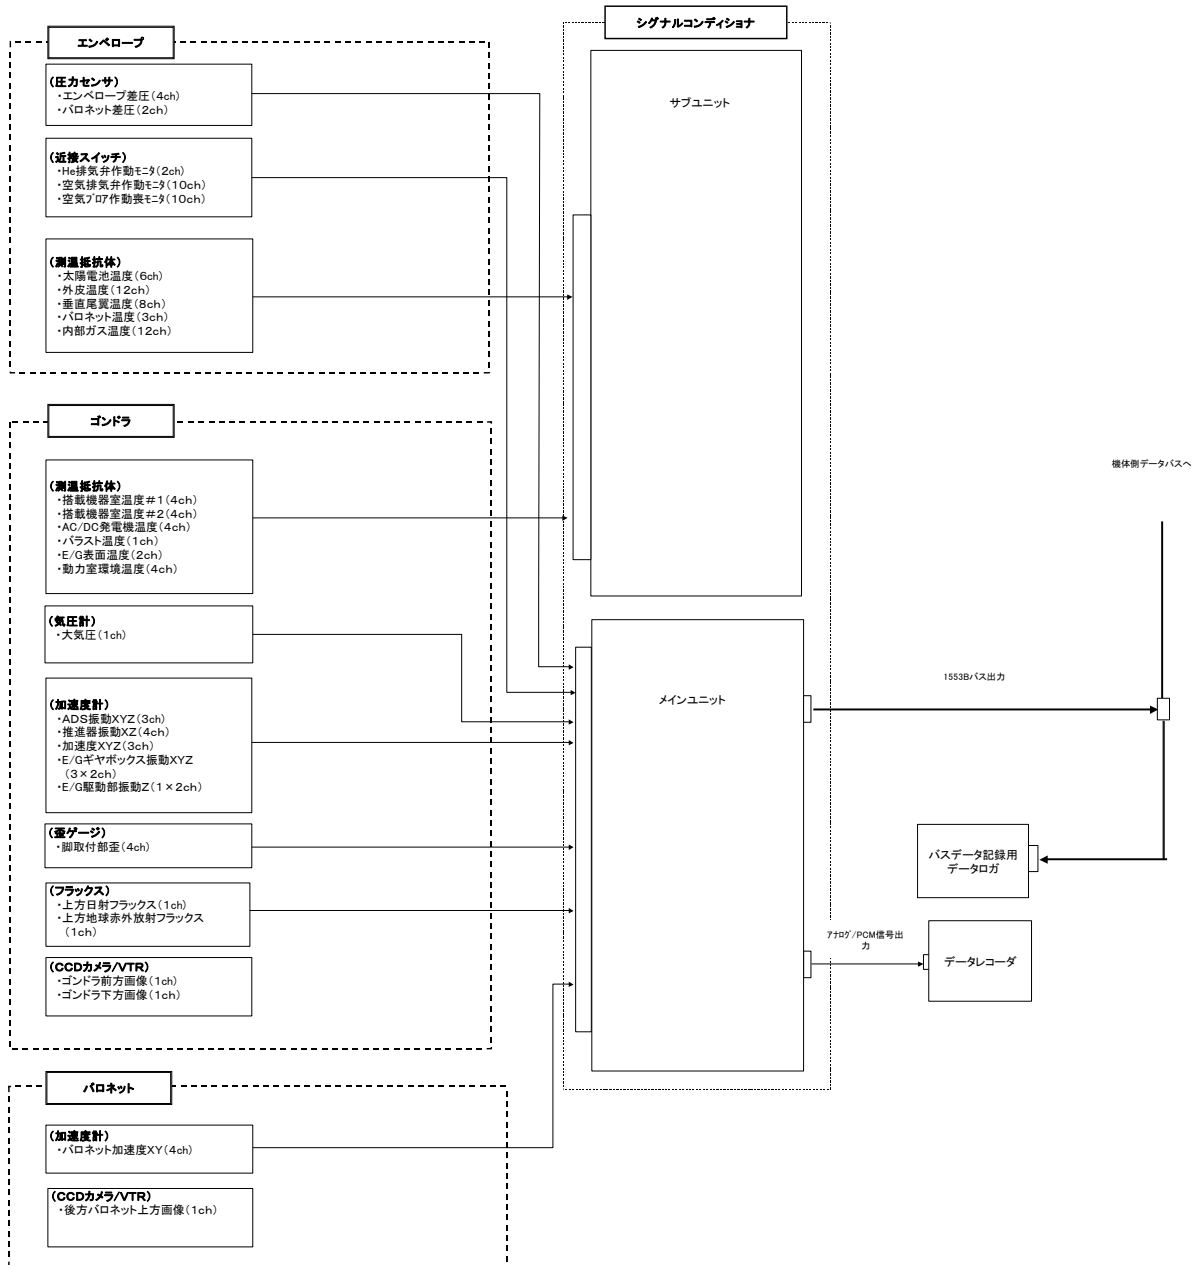 シグナルコンディショナ
エンベロープ
(圧力センサ)
・エンベロープ差圧(4ch)
・バロネット差圧(2ch)
サブユニット
(近接スイッチ)
・He排気弁作動モニタ(2ch)
・空気排気弁作動モニタ(10ch)
・空気ブロア作動喪モニタ(10ch)
(測温抵抗体)
・太陽電池温度(6ch)
・外皮温度(12ch)
・垂直尾翼温度(8ch)
・バロネット温度(3ch)
・内部ガス温度(12ch)
ゴンドラ
機体側データバスへ
(測温抵抗体)
・搭載機器室温度#1(4ch)
・搭載機器室温度#2(4ch)
・AC/DC発電機温度(4ch)
・バラスト温度(1ch)
・E/G表面温度(2ch)
・動力室環境温度(4ch)
(気圧計)
・大気圧(1ch)
(加速度計)
・ADS振動XYZ(3ch)
・推進器振動XZ(4ch)
・加速度XYZ(3ch)
・E/Gギヤボックス振動XYZ
(3×2ch)
・E/G駆動部振動Z(1×2ch)
メインユニット
1553Bバス出力
(歪ゲージ)
・脚取付部歪(4ch)
バスデータ記録用
データロガ
(フラックス)
・上方日射フラックス(1ch)
・上方地球赤外放射フラックス
(1ch)
アナログ/PCM信号出
力
データレコーダ
(CCDカメラ/VTR)
・ゴンドラ前方画像(1ch)
・ゴンドラ下方画像(1ch)
バロネット
(加速度計)
・バロネット加速度XY(4ch)
(CCDカメラ/VTR)
・後方バロネット上方画像(1ch)